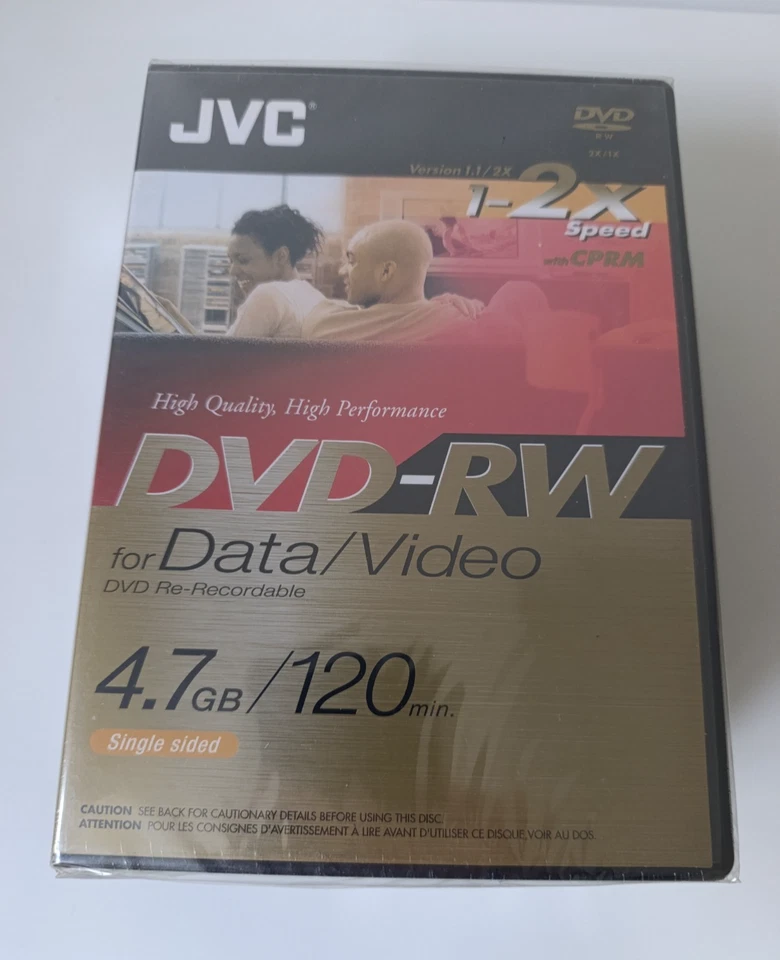 JVC®
DVD
RW
2X/1X
Version 1.1/2X
1-2x
Speed
with CPRM
High Quality, High Performance
DVD-RW
for Data/Video
DVD Re-Recordable
4.7GB/120min.
Single sided
CAUTION SEE BACK FOR CAUTIONARY DETAILS BEFORE USING THIS DISC.
ATTENTION POUR LES CONSIGNES D'AVERTISSEMENT À LIRE AVANT D'UTILISER CE DISQUE, VOIR AU DOS.